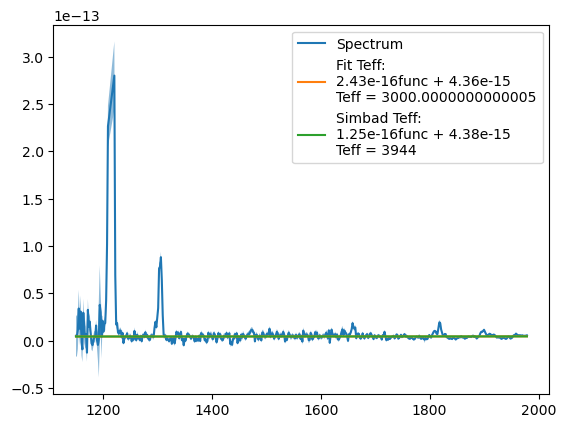 1e−13
3.0
2.5
2.0
1.5
1.0
0.5
0.0
−0.5
1200
1400
1600
1800
2000
Spectrum
Fit Teff:
2.43e-16func + 4.36e-15
Teff = 3000.0000000000005
Simbad Teff:
1.25e-16func + 4.38e-15
Teff = 3944